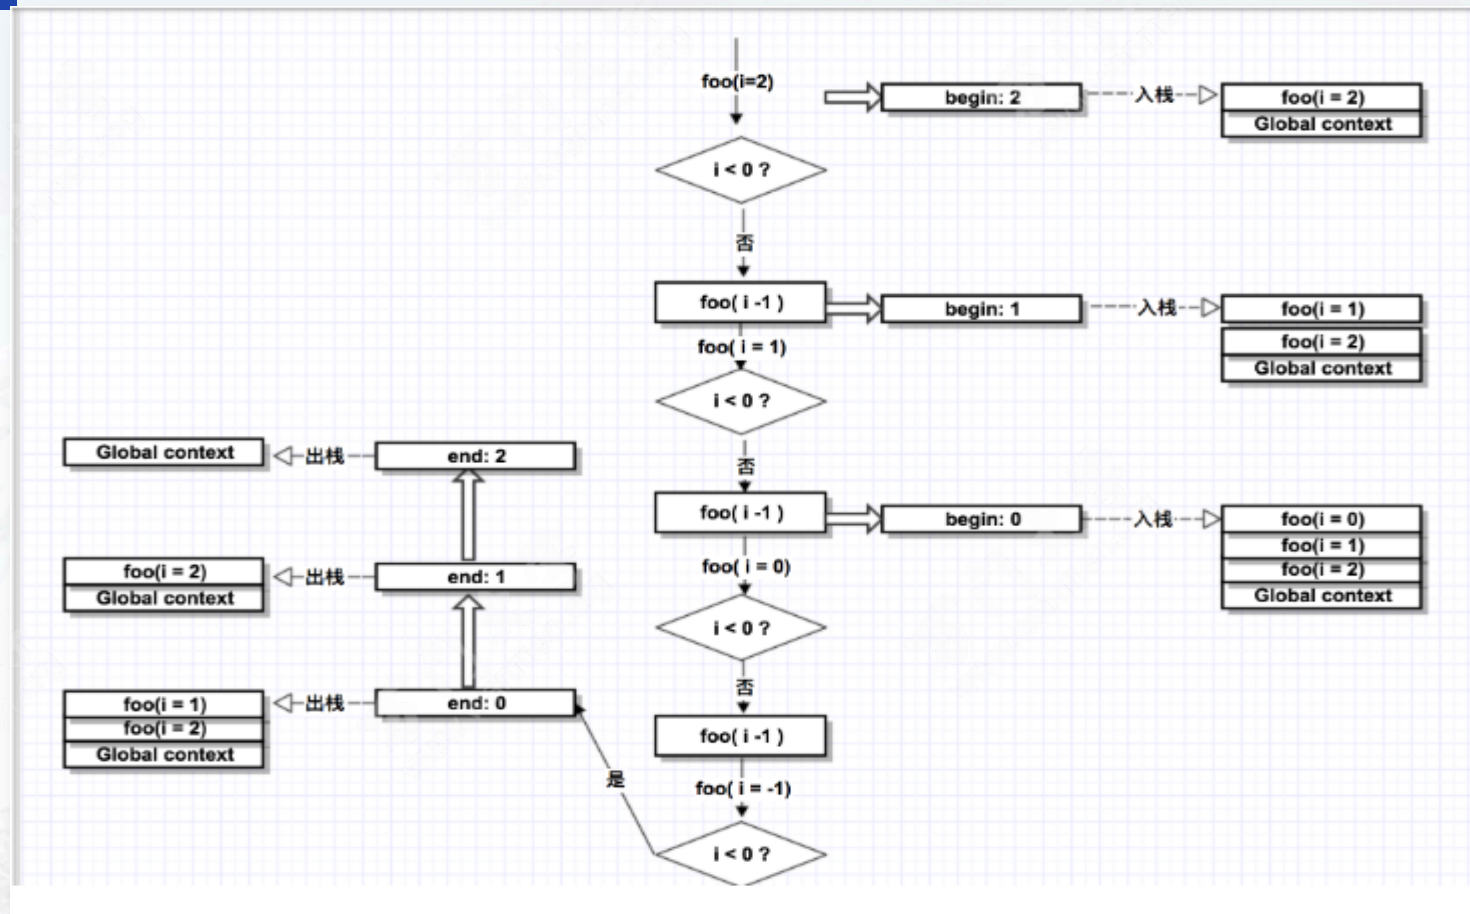 foo(i=2)
begin: 2
入栈
foo(i = 2)
Global context
i < 0 ?
否
foo( i -1 )
begin: 1
入栈
foo(i = 1)
foo(i = 2)
Global context
foo( i = 1)
i < 0 ?
否
foo( i -1 )
begin: 0
入栈
foo(i = 0)
foo(i = 1)
foo(i = 2)
Global context
foo( i = 0)
i < 0 ?
否
foo( i -1 )
foo( i = -1)
i < 0 ?
是
end: 0
出栈
foo(i = 1)
foo(i = 2)
Global context
end: 1
出栈
foo(i = 2)
Global context
end: 2
出栈
Global context